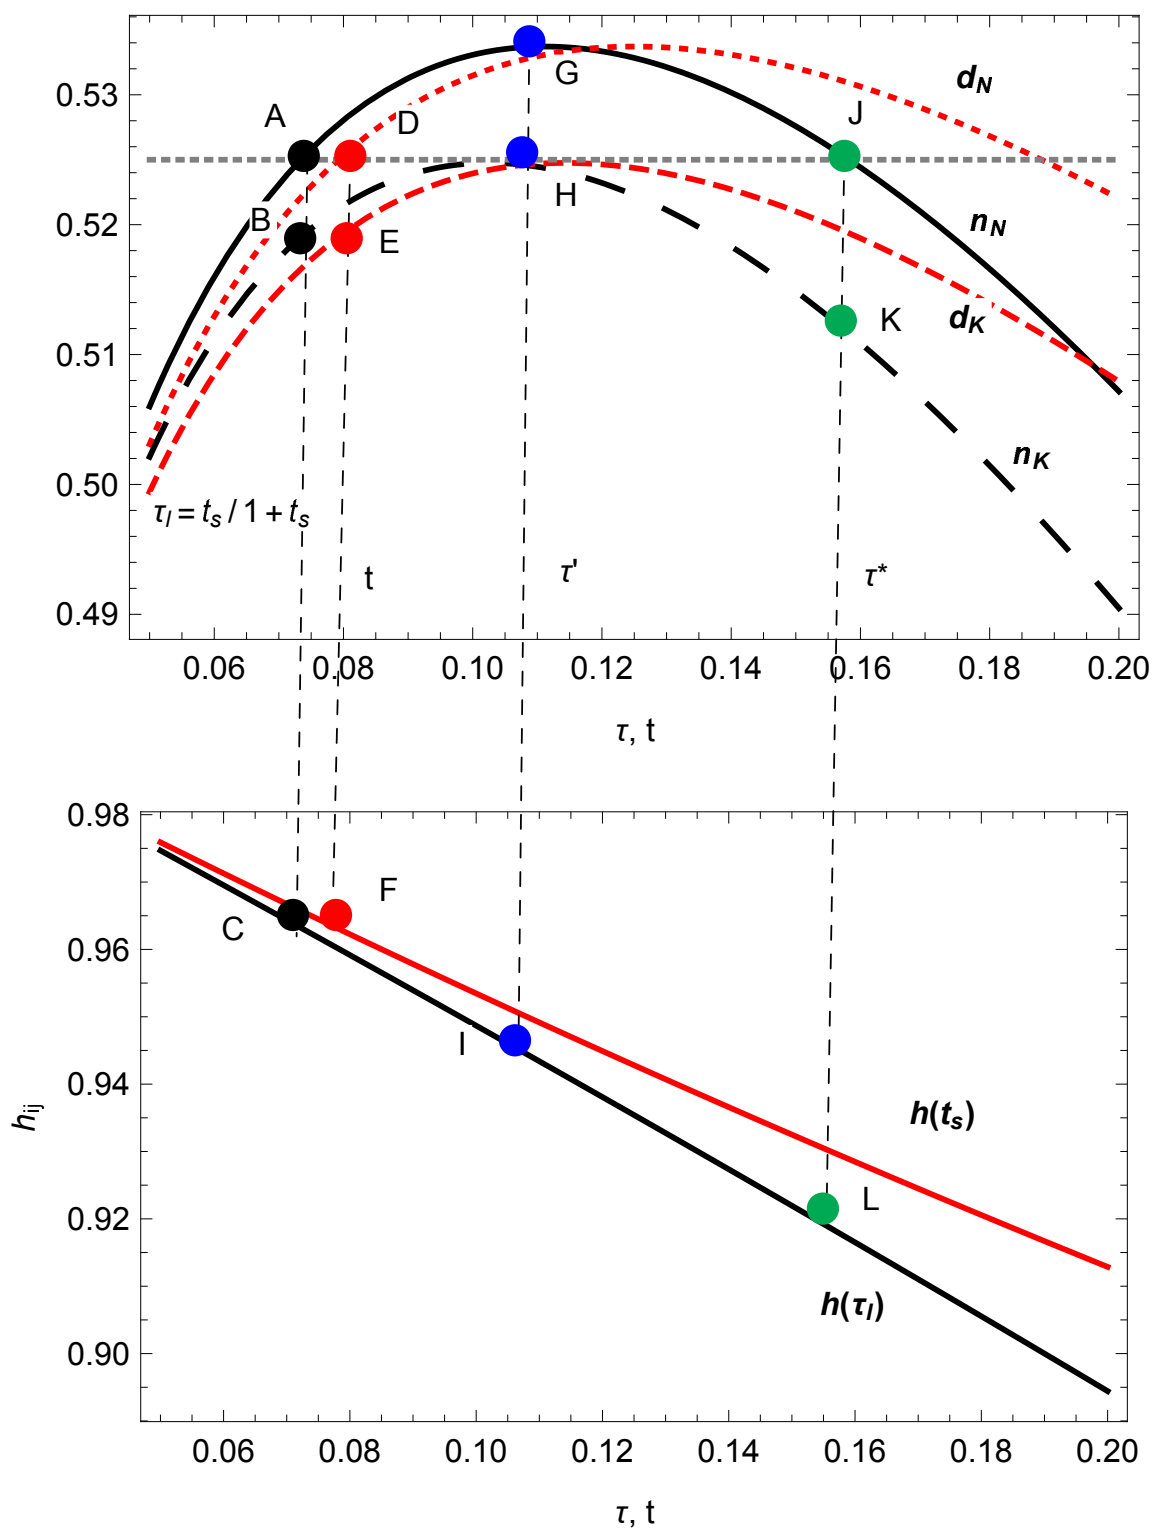 0.53
0.52
0.51
0.50
0.49
A
D
G
J
d_N
B
E
H
n_N
K
d_K
n_K
τ_l = t_s / 1 + t_s
t
τ'
τ*
0.06 0.08 0.10 0.12 0.14 0.16 0.18 0.20
τ, t
0.98
0.96
0.94
0.92
0.90
h_ij
F
C
I
h(t_s)
L
h(τ_l)
0.06 0.08 0.10 0.12 0.14 0.16 0.18 0.20
τ, t